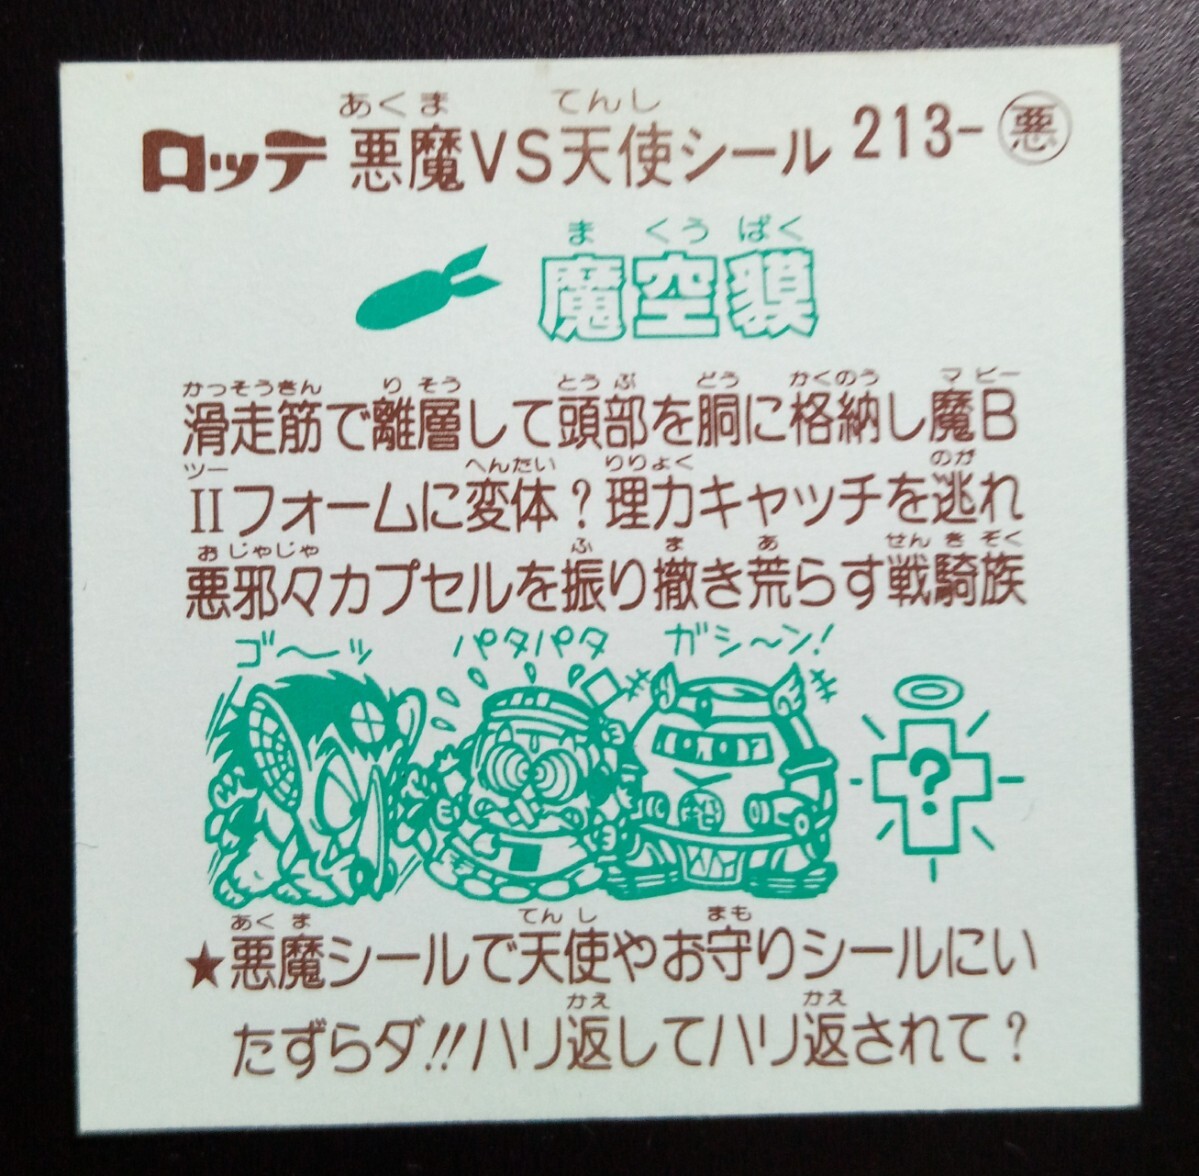 あくま てんし
ロッテ 悪魔VS天使シール 213-悪
ま くう ばく
魔空貘
かっそうきん り そう とう ぶ どう かくのう マ ビー
滑走筋で離層して頭部を胴に格納し魔B
ツー へんたい りりょく のが
IIフォームに変体？理力キャッチを逃れ
お じゃじゃ ふ ま あ せん き ぞく
悪邪々カプセルを振り撤き荒らす戦騎族
ゴ〜ッ パタパタ ガシ〜ン!
?
あく ま てん し まも
★悪魔シールで天使やお守りシールにい
かえ かえ
たずらダ!!ハリ返してハリ返されて？